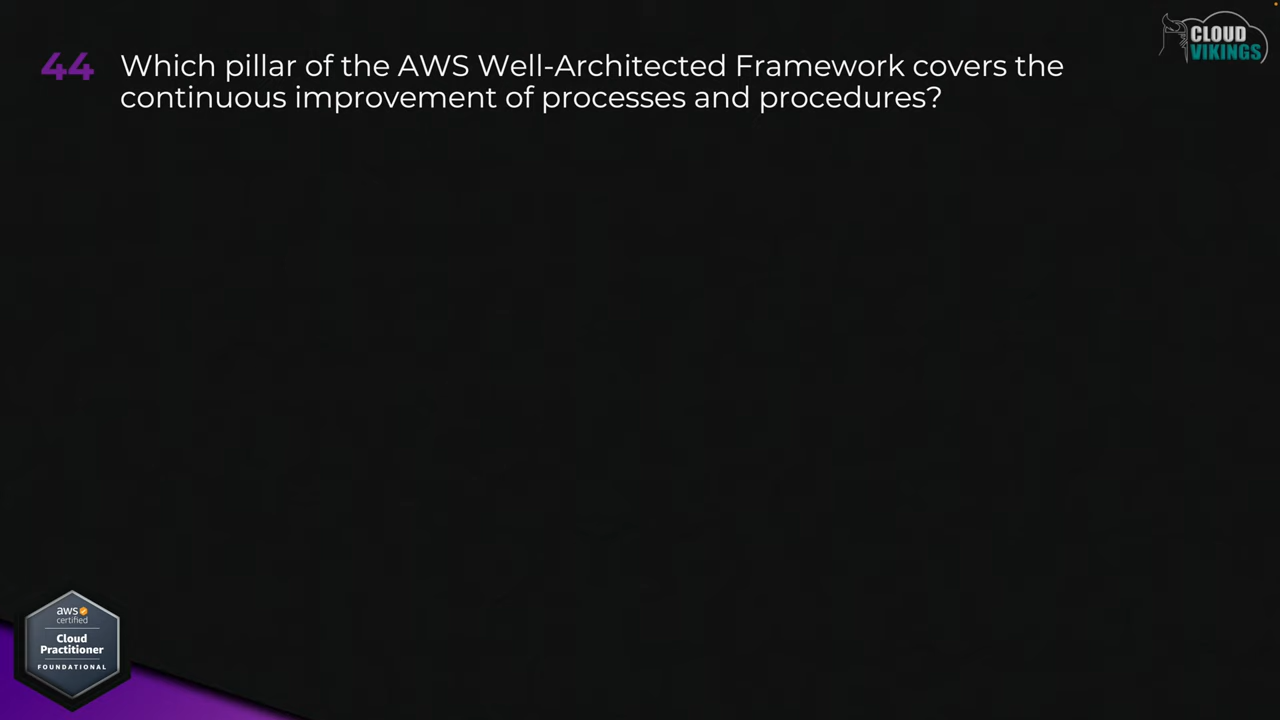 44 Which pillar of the AWS Well-Architected Framework covers the
continuous improvement of processes and procedures?
CLOUD
VIKINGS
aws
certified
Cloud
Practitioner
FOUNDATIONAL